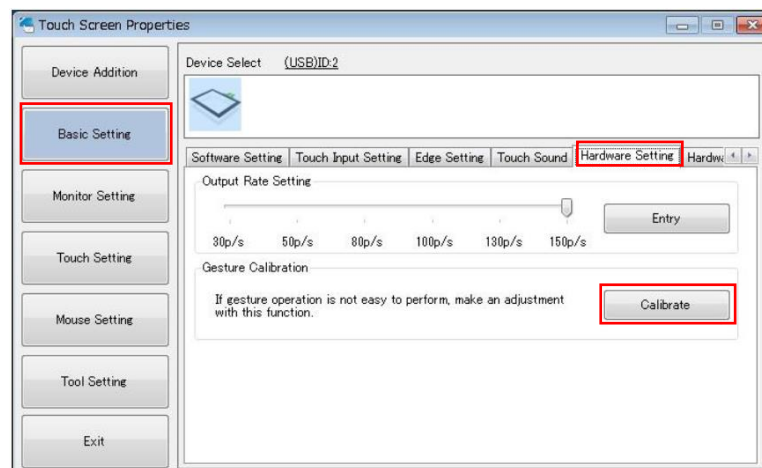 Touch Screen Properties
Device Addition
Basic Setting
Monitor Setting
Touch Setting
Mouse Setting
Tool Setting
Exit
Device Select (USB)ID:2
Software Setting Touch Input Setting Edge Setting Touch Sound Hardware Setting Hardw
Output Rate Setting
30p/s 50p/s 80p/s 100p/s 130p/s 150p/s
Entry
Gesture Calibration
If gesture operation is not easy to perform, make an adjustment
with this function.
Calibrate